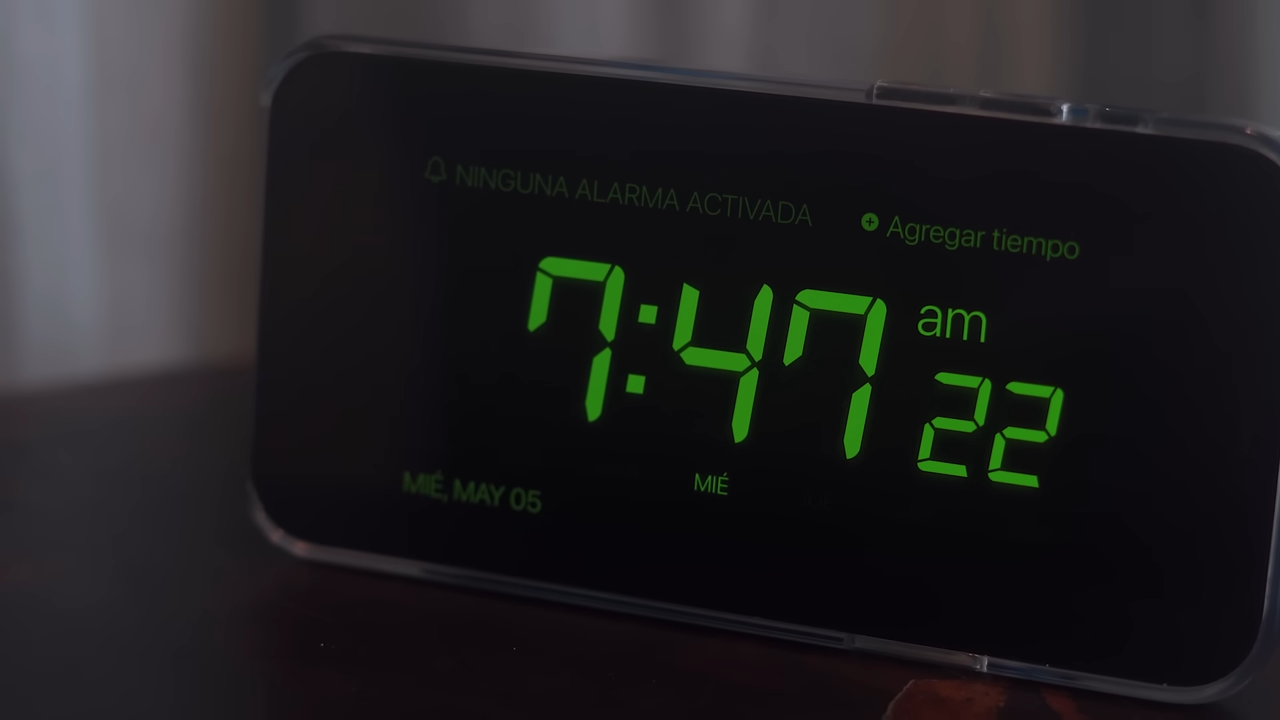 NINGUNA ALARMA ACTIVADA
Agregar tiempo
7:47 am
22
MIÉ
MIÉ, MAY 05